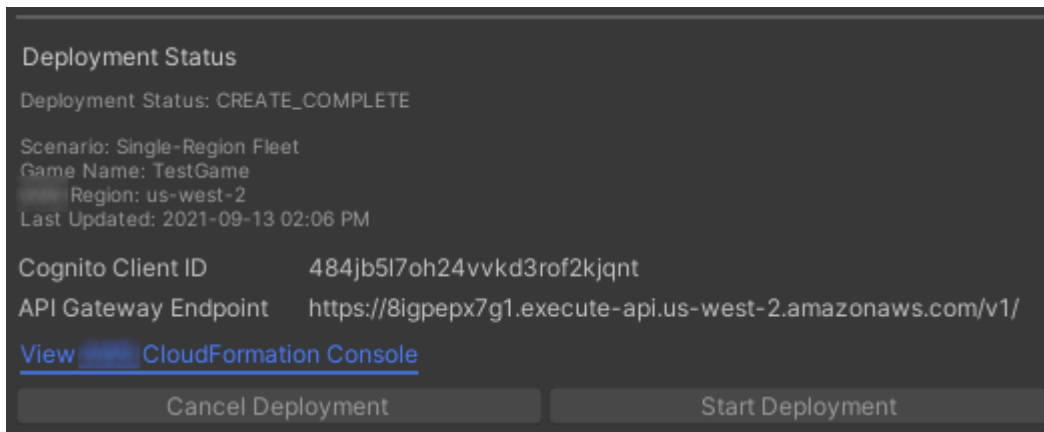 Deployment Status
Deployment Status: CREATE_COMPLETE
Scenario: Single-Region Fleet
Game Name: TestGame
Region: us-west-2
Last Updated: 2021-09-13 02:06 PM
Cognito Client ID 484jb5l7oh24vvkd3rof2kjqnt
API Gateway Endpoint https://8igpepx7g1.execute-api.us-west-2.amazonaws.com/v1/
View CloudFormation Console
Cancel Deployment Start Deployment